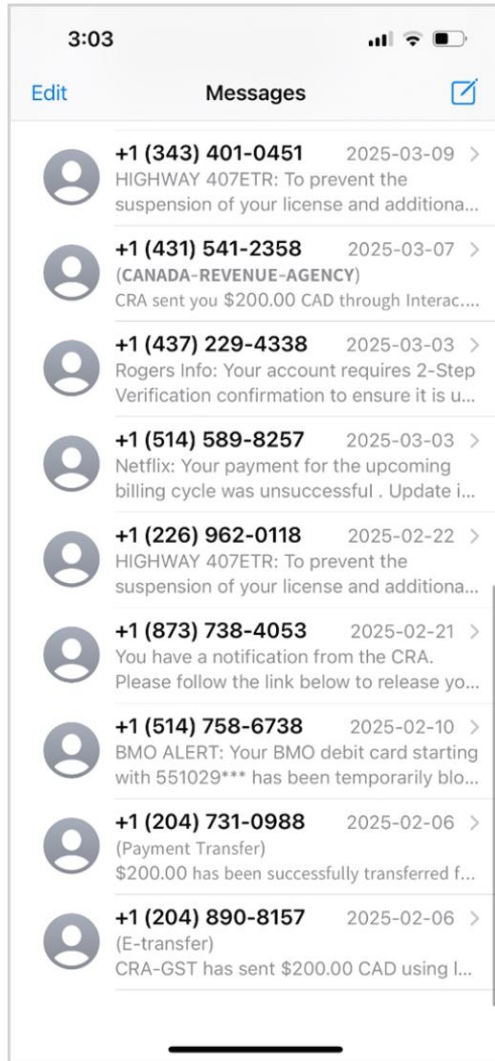 3:03
Edit Messages
+1 (343) 401-0451 2025-03-09
HIGHWAY 407ETR: To prevent the
suspension of your license and additiona...
+1 (431) 541-2358 2025-03-07
(CANADA-REVENUE-AGENCY)
CRA sent you $200.00 CAD through Interac....
+1 (437) 229-4338 2025-03-03
Rogers Info: Your account requires 2-Step
Verification confirmation to ensure it is u...
+1 (514) 589-8257 2025-03-03
Netflix: Your payment for the upcoming
billing cycle was unsuccessful . Update i...
+1 (226) 962-0118 2025-02-22
HIGHWAY 407ETR: To prevent the
suspension of your license and additiona...
+1 (873) 738-4053 2025-02-21
You have a notification from the CRA.
Please follow the link below to release yo...
+1 (514) 758-6738 2025-02-10
BMO ALERT: Your BMO debit card starting
with 551029*** has been temporarily blo...
+1 (204) 731-0988 2025-02-06
(Payment Transfer)
$200.00 has been successfully transferred f...
+1 (204) 890-8157 2025-02-06
(E-transfer)
CRA-GST has sent $200.00 CAD using I...